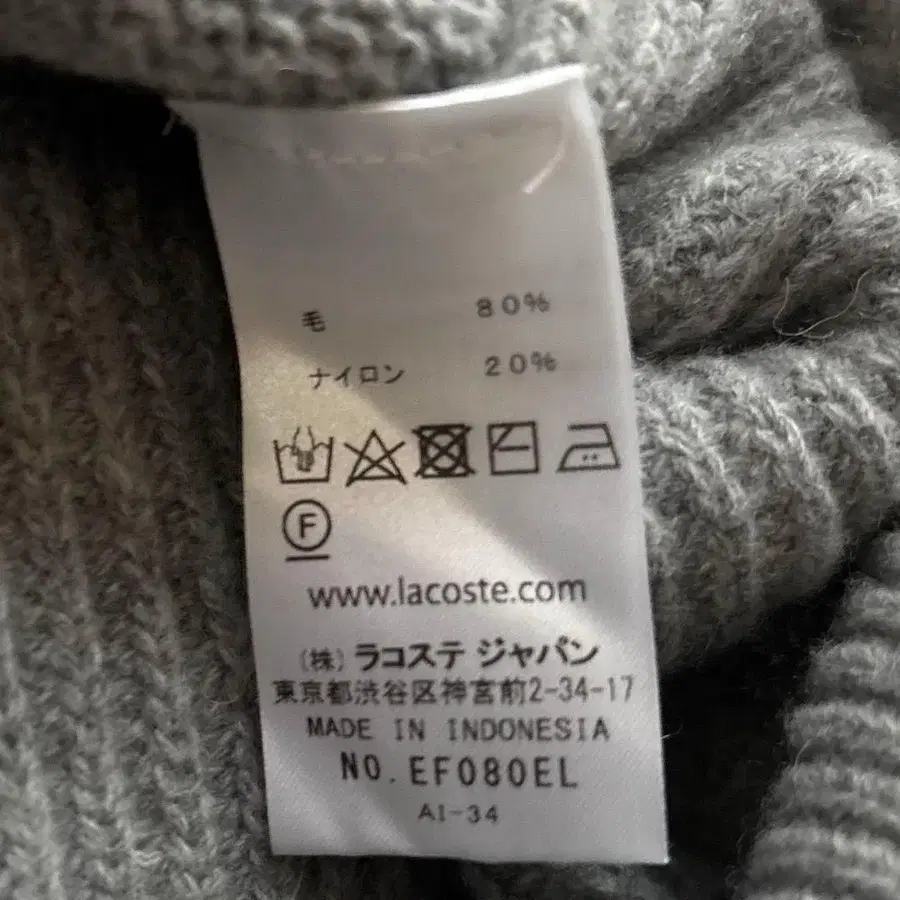 毛 80%
ナイロン 20%
F
www.lacoste.com
(株) ラコステ ジャパン
東京都渋谷区神宮前2-34-17
MADE IN INDONESIA
NO. EF080EL
AI-34